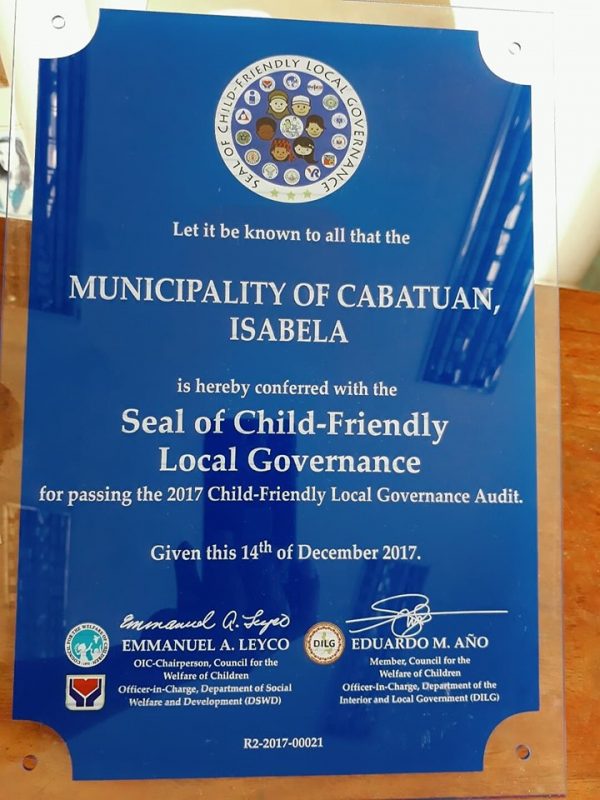 SEAL OF CHILD-FRIENDLY LOCAL GOVERNANCE
Let it be known to all that the
MUNICIPALITY OF CABATUAN,
ISABELA
is hereby conferred with the
Seal of Child-Friendly
Local Governance
for passing the 2017 Child-Friendly Local Governance Audit.
Given this 14th of December 2017.
Emmanuel A. Leyco
EMMANUEL A. LEYCO
OIC-Chairperson, Council for the
Welfare of Children
Officer-in-Charge, Department of Social
Welfare and Development (DSWD)
DILG
EDUARDO M. AÑO
Member, Council for the
Welfare of Children
Officer-In-Charge, Department of the
Interior and Local Government (DILG)
R2-2017-00021